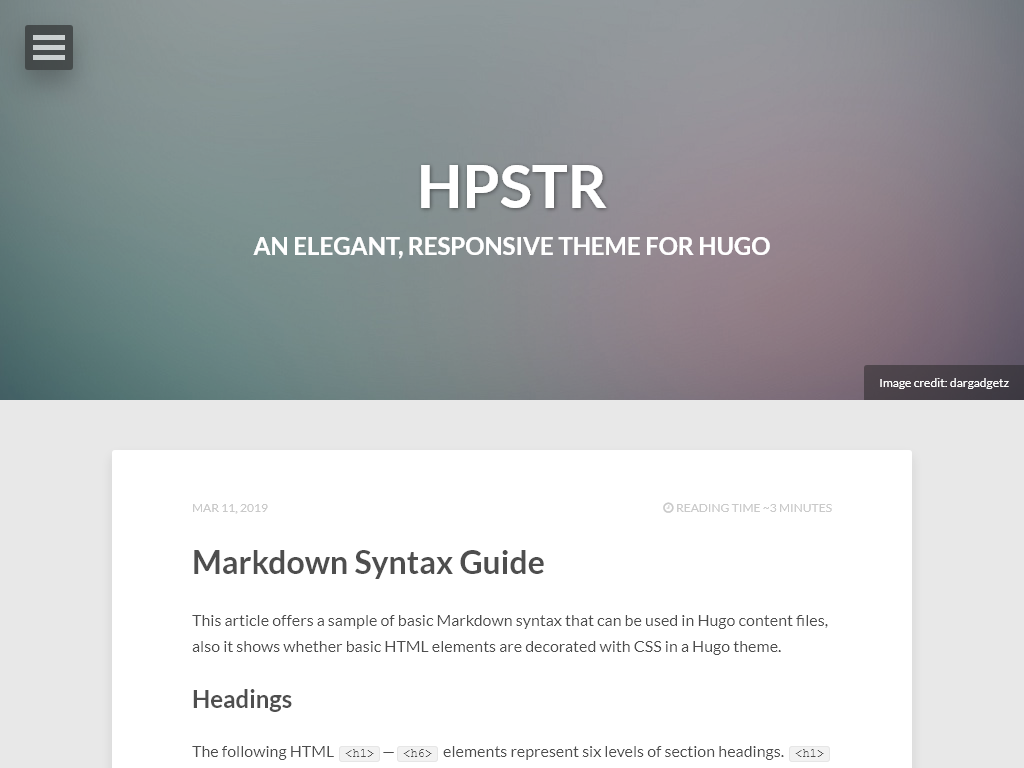 HPSTR
AN ELEGANT, RESPONSIVE THEME FOR HUGO
Image credit: dargadgetz
MAR 11, 2019
READING TIME ~3 MINUTES
Markdown Syntax Guide
This article offers a sample of basic Markdown syntax that can be used in Hugo content files,
also it shows whether basic HTML elements are decorated with CSS in a Hugo theme.
Headings
The following HTML <h1> — <h6> elements represent six levels of section headings. <h1>